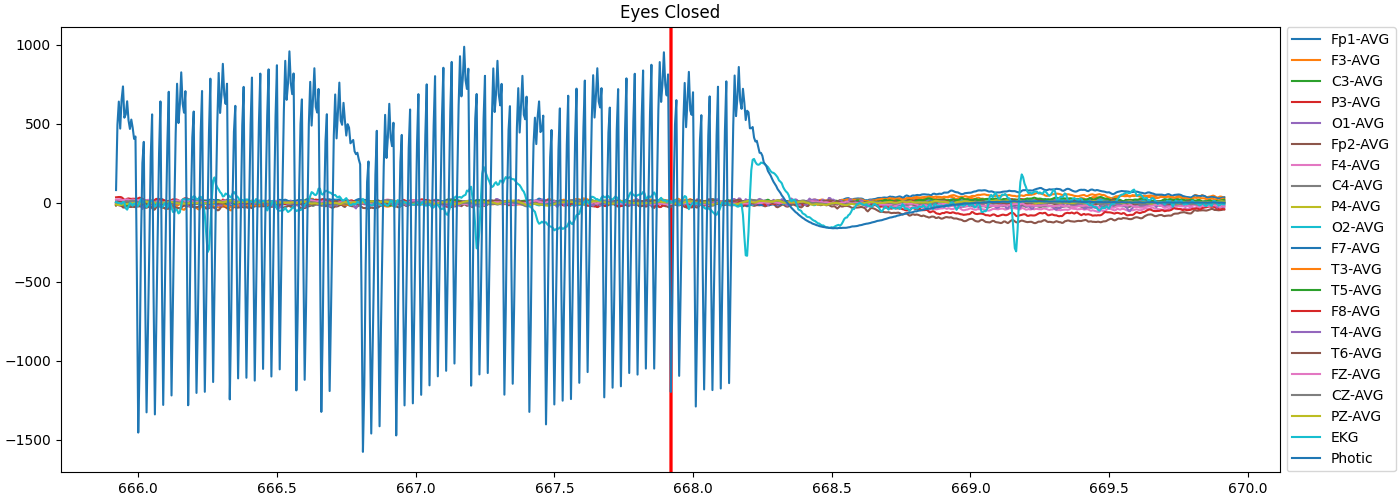 Eyes Closed
1000
500
0
−500
−1000
−1500
666.0 666.5 667.0 667.5 668.0 668.5 669.0 669.5 670.0
Fp1-AVG
F3-AVG
C3-AVG
P3-AVG
O1-AVG
Fp2-AVG
F4-AVG
C4-AVG
P4-AVG
O2-AVG
F7-AVG
T3-AVG
T5-AVG
F8-AVG
T4-AVG
T6-AVG
FZ-AVG
CZ-AVG
PZ-AVG
EKG
Photic